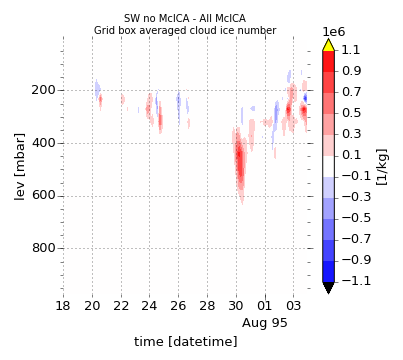 SW no McICA - All McICA
Grid box averaged cloud ice number
1e6
1.1
0.9
0.7
0.5
0.3
0.1
−0.1
−0.3
−0.5
−0.7
−0.9
−1.1
[1/kg]
lev [mbar]
200
400
600
800
18 20 22 24 26 28 30 01 03
Aug 95
time [datetime]